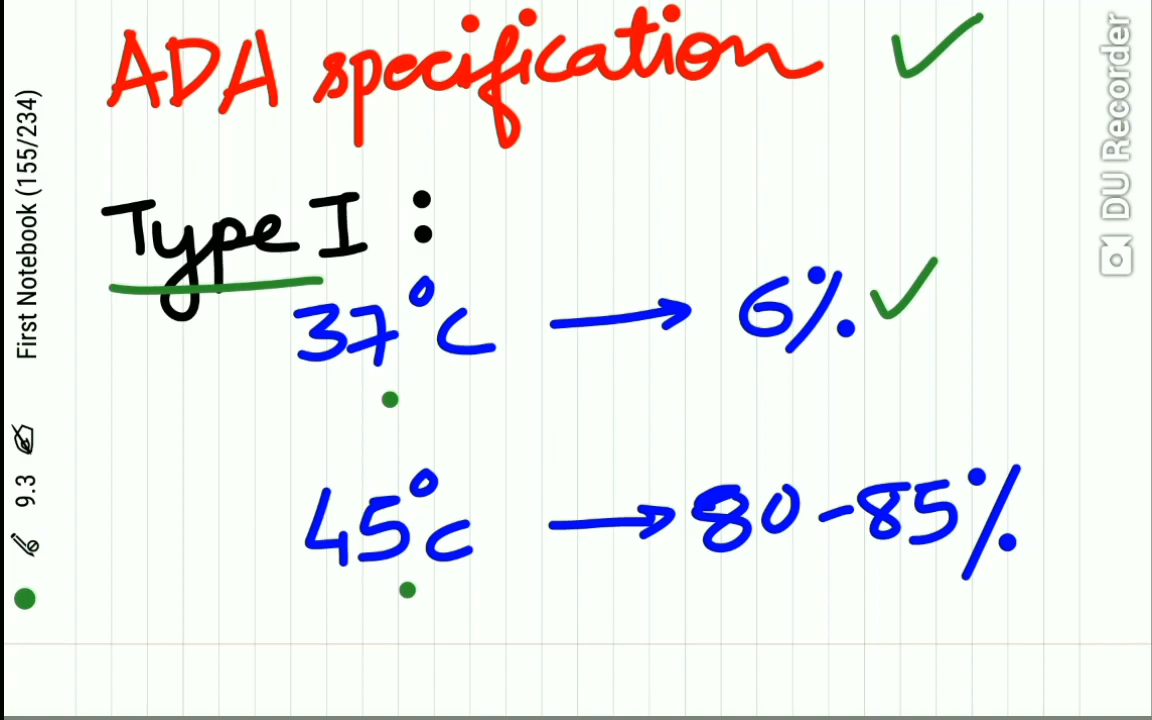 ADA specification ✓
Type I :
37°C → 6% ✓
45°C → 80-85%
First Notebook (155/234)
9.3
DU Recorder